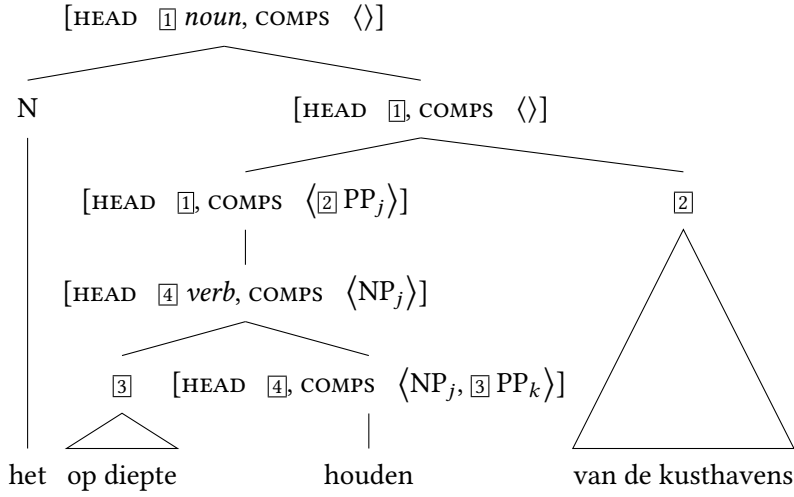 [HEAD 1 noun, COMPS ⟨⟩]
N [HEAD 1, COMPS ⟨⟩]
[HEAD 1, COMPS ⟨2 PPj⟩] 2
[HEAD 4 verb, COMPS ⟨NPj⟩]
3 [HEAD 4, COMPS ⟨NPj, 3 PPk⟩]
het op diepte houden van de kusthavens